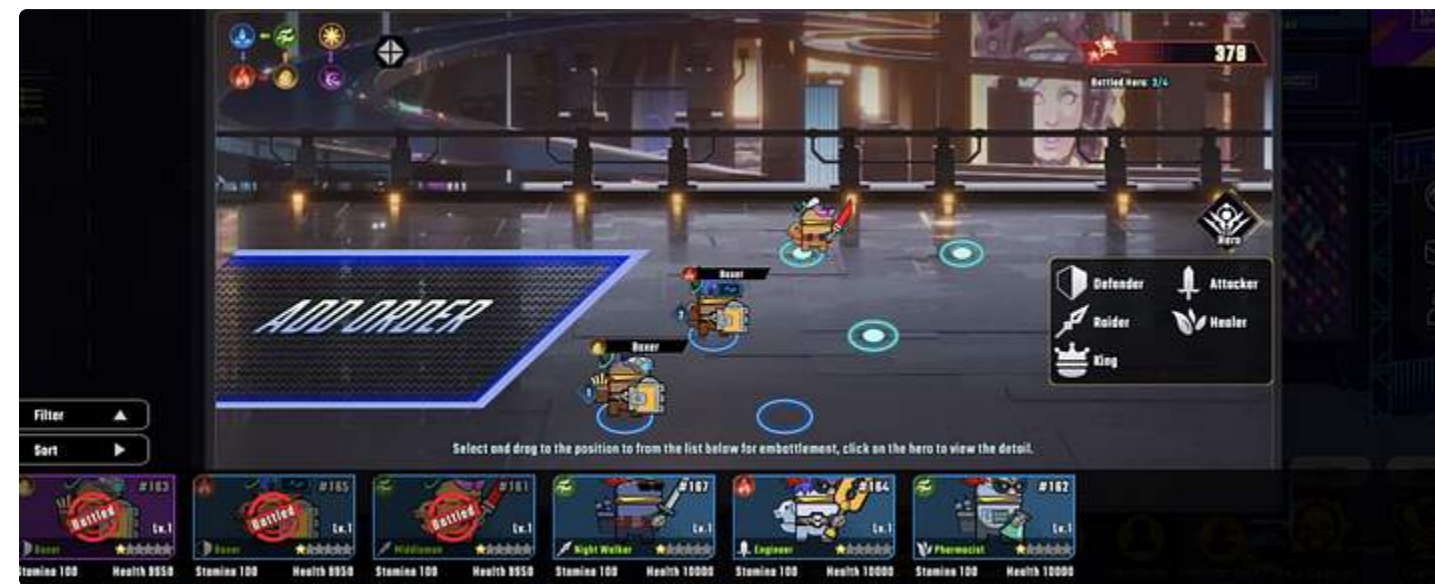 379
Battled Hero: 3/4
Hero
Defender
Attacker
Raider
Healer
King
Boxer
2
ADD ORDER
Boxer
1
Filter
Sort
Select and drag to the position to from the list below for embattlement, click on the hero to view the detail.
#163
Battled
Lv.1
Boxer
Stamina 100 Health 9950
#165
Battled
Lv.1
Boxer
Stamina 100 Health 9950
#161
Battled
Lv.1
Middleman
Stamina 100 Health 9950
#167
Lv.1
Night Walker
Stamina 100 Health 10000
#164
Lv.1
Engineer
Stamina 100 Health 10000
#162
Lv.1
Pharmacist
Stamina 100 Health 10000